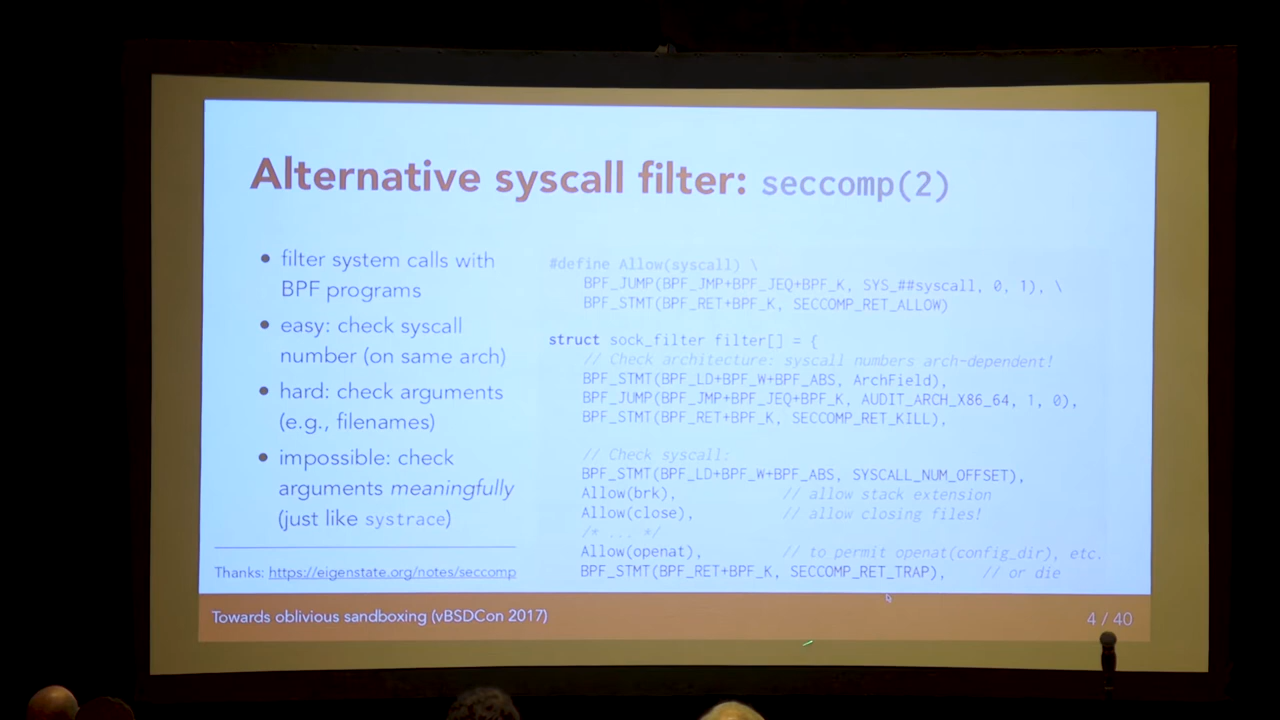 Alternative syscall filter: seccomp(2)
• filter system calls with
BPF programs
• easy: check syscall
number (on same arch)
• hard: check arguments
(e.g., filenames)
• impossible: check
arguments meaningfully
(just like systrace)
Thanks: https://eigenstate.org/notes/seccomp
#define Allow(syscall) \
BPF_JUMP(BPF_JMP+BPF_JEQ+BPF_K, SYS_##syscall, 0, 1), \
BPF_STMT(BPF_RET+BPF_K, SECCOMP_RET_ALLOW)
struct sock_filter filter[] = {
// Check architecture: syscall numbers arch-dependent!
BPF_STMT(BPF_LD+BPF_W+BPF_ABS, ArchField),
BPF_JUMP(BPF_JMP+BPF_JEQ+BPF_K, AUDIT_ARCH_X86_64, 1, 0),
BPF_STMT(BPF_RET+BPF_K, SECCOMP_RET_KILL),
// Check syscall:
BPF_STMT(BPF_LD+BPF_W+BPF_ABS, SYSCALL_NUM_OFFSET),
Allow(brk), // allow stack extension
Allow(close), // allow closing files!
/* ... */
Allow(openat), // to permit openat(config_dir), etc.
BPF_STMT(BPF_RET+BPF_K, SECCOMP_RET_TRAP), // or die
Towards oblivious sandboxing (vBSDCon 2017)
4 / 40